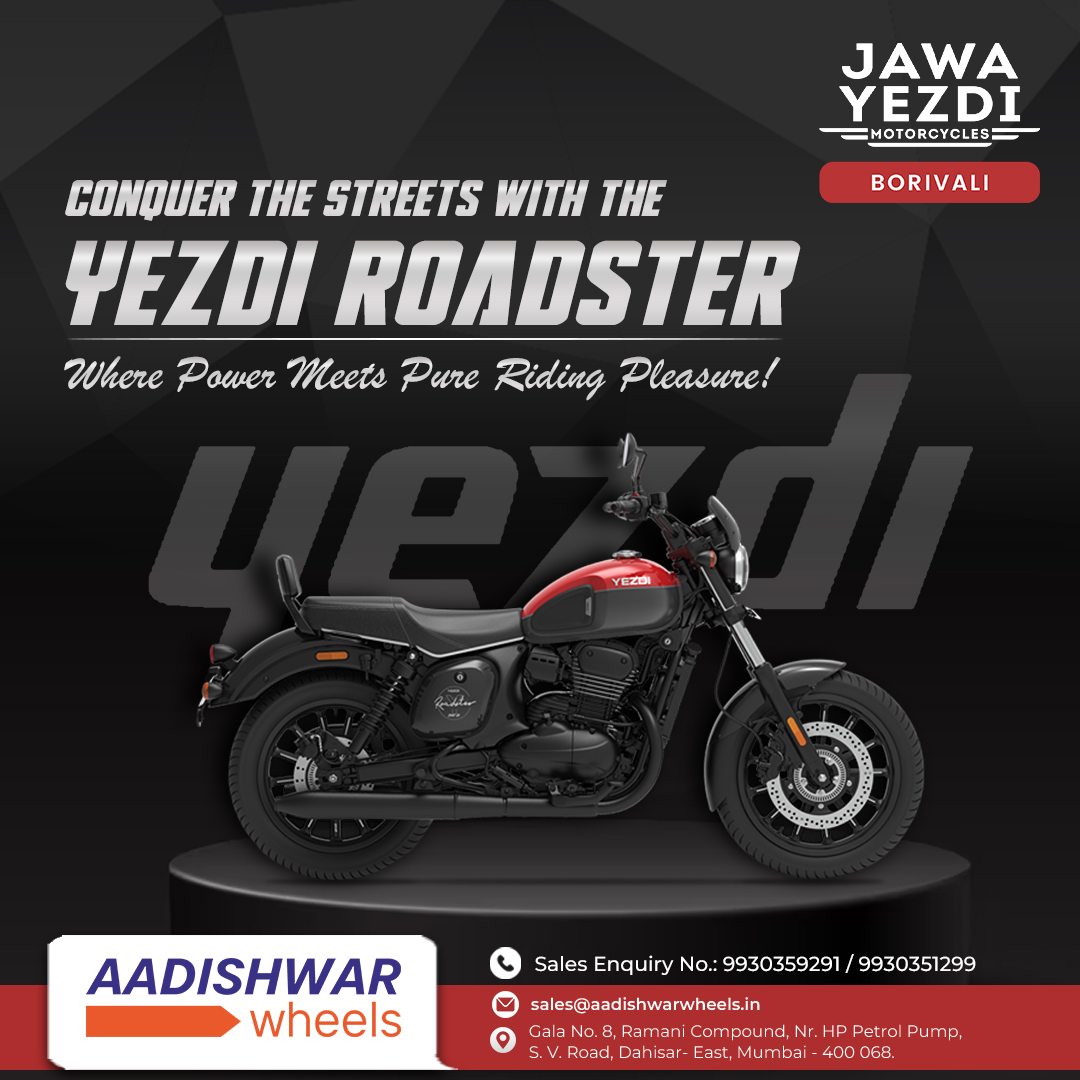 JAWA
YEZDI
MOTORCYCLES
BORIVALI
CONQUER THE STREETS WITH THE
YEZDI ROADSTER
Where Power Meets Pure Riding Pleasure!
yezdi
YEZDI
Roadster
AADISHWAR
wheels
Sales Enquiry No.: 9930359291 / 9930351299
sales@aadishwarwheels.in
Gala No. 8, Ramani Compound, Nr. HP Petrol Pump,
S. V. Road, Dahisar- East, Mumbai - 400 068.